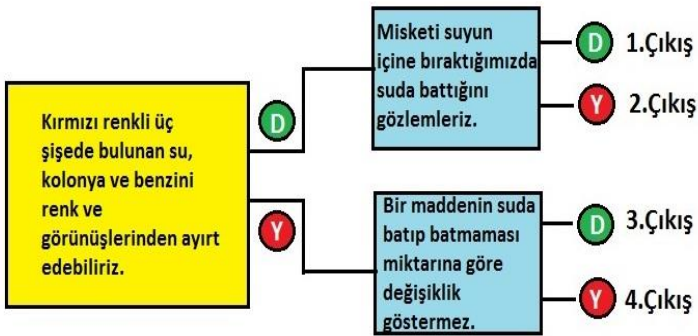 Kırmızı renkli üç
şişede bulunan su,
kolonya ve benzini
renk ve
görünüşlerinden ayırt
edebiliriz.
D
Y
Misketi suyun
içine bıraktığımızda
suda battığını
gözlemleriz.
D 1.Çıkış
Y 2.Çıkış
Bir maddenin suda
batıp batmaması
miktarına göre
değişiklik
göstermez.
D 3.Çıkış
Y 4.Çıkış